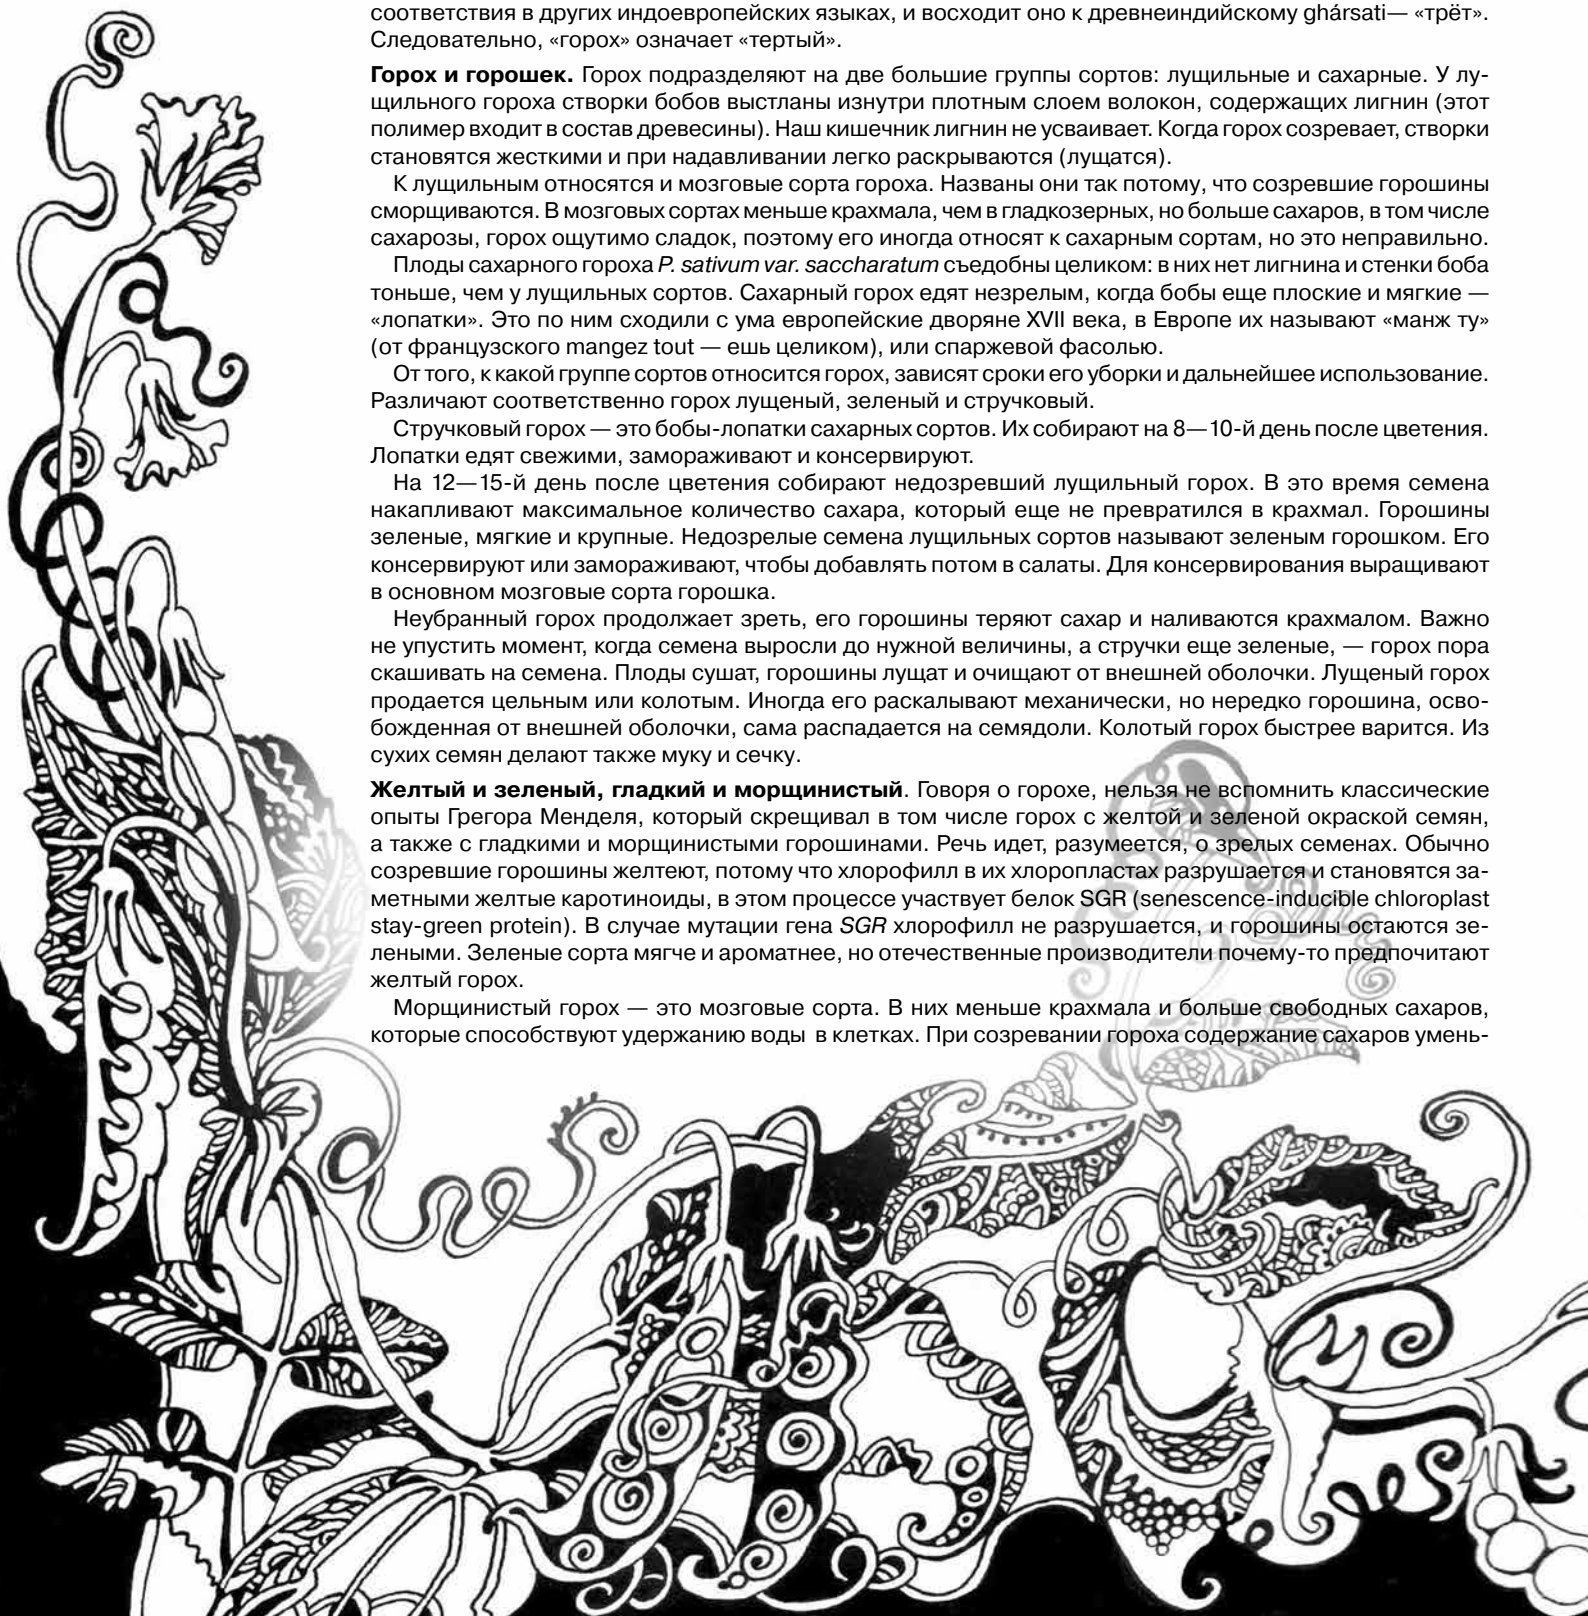 соответствия в других индоевропейских языках, и восходит оно к древнеиндийскому ghársati— «трёт».
Следовательно, «горох» означает «тертый».
Горох и горошек. Горох подразделяют на две большие группы сортов: лущильные и сахарные. У лу-
щильного гороха створки бобов выстланы изнутри плотным слоем волокон, содержащих лигнин (этот
полимер входит в состав древесины). Наш кишечник лигнин не усваивает. Когда горох созревает, створки
становятся жесткими и при надавливании легко раскрываются (лущатся).
К лущильным относятся и мозговые сорта гороха. Названы они так потому, что созревшие горошины
сморщиваются. В мозговых сортах меньше крахмала, чем в гладкозерных, но больше сахаров, в том числе
сахарозы, горох ощутимо сладок, поэтому его иногда относят к сахарным сортам, но это неправильно.
Плоды сахарного гороха P. sativum var. saccharatum съедобны целиком: в них нет лигнина и стенки боба
тоньше, чем у лущильных сортов. Сахарный горох едят незрелым, когда бобы еще плоские и мягкие —
«лопатки». Это по ним сходили с ума европейские дворяне XVII века, в Европе их называют «манж ту»
(от французского mangez tout — ешь целиком), или спаржевой фасолью.
От того, к какой группе сортов относится горох, зависят сроки его уборки и дальнейшее использование.
Различают соответственно горох лущеный, зеленый и стручковый.
Стручковый горох — это бобы-лопатки сахарных сортов. Их собирают на 8—10-й день после цветения.
Лопатки едят свежими, замораживают и консервируют.
На 12—15-й день после цветения собирают недозревший лущильный горох. В это время семена
накапливают максимальное количество сахара, который еще не превратился в крахмал. Горошины
зеленые, мягкие и крупные. Недозрелые семена лущильных сортов называют зеленым горошком. Его
консервируют или замораживают, чтобы добавлять потом в салаты. Для консервирования выращивают
в основном мозговые сорта горошка.
Неубранный горох продолжает зреть, его горошины теряют сахар и наливаются крахмалом. Важно
не упустить момент, когда семена выросли до нужной величины, а стручки еще зеленые, — горох пора
скашивать на семена. Плоды сушат, горошины лущат и очищают от внешней оболочки. Лущеный горох
продается цельным или колотым. Иногда его раскалывают механически, но нередко горошина, осво-
божденная от внешней оболочки, сама распадается на семядоли. Колотый горох быстрее варится. Из
сухих семян делают также муку и сечку.
Желтый и зеленый, гладкий и морщинистый. Говоря о горохе, нельзя не вспомнить классические
опыты Грегора Менделя, который скрещивал в том числе горох с желтой и зеленой окраской семян,
а также с гладкими и морщинистыми горошинами. Речь идет, разумеется, о зрелых семенах. Обычно
созревшие горошины желтеют, потому что хлорофилл в их хлоропластах разрушается и становятся за-
метными желтые каротиноиды, в этом процессе участвует белок SGR (senescence-inducible chloroplast
stay-green protein). В случае мутации гена SGR хлорофилл не разрушается, и горошины остаются зе-
леными. Зеленые сорта мягче и ароматнее, но отечественные производители почему-то предпочитают
желтый горох.
Морщинистый горох — это мозговые сорта. В них меньше крахмала и больше свободных сахаров,
которые способствуют удержанию воды в клетках. При созревании гороха содержание сахаров умень-